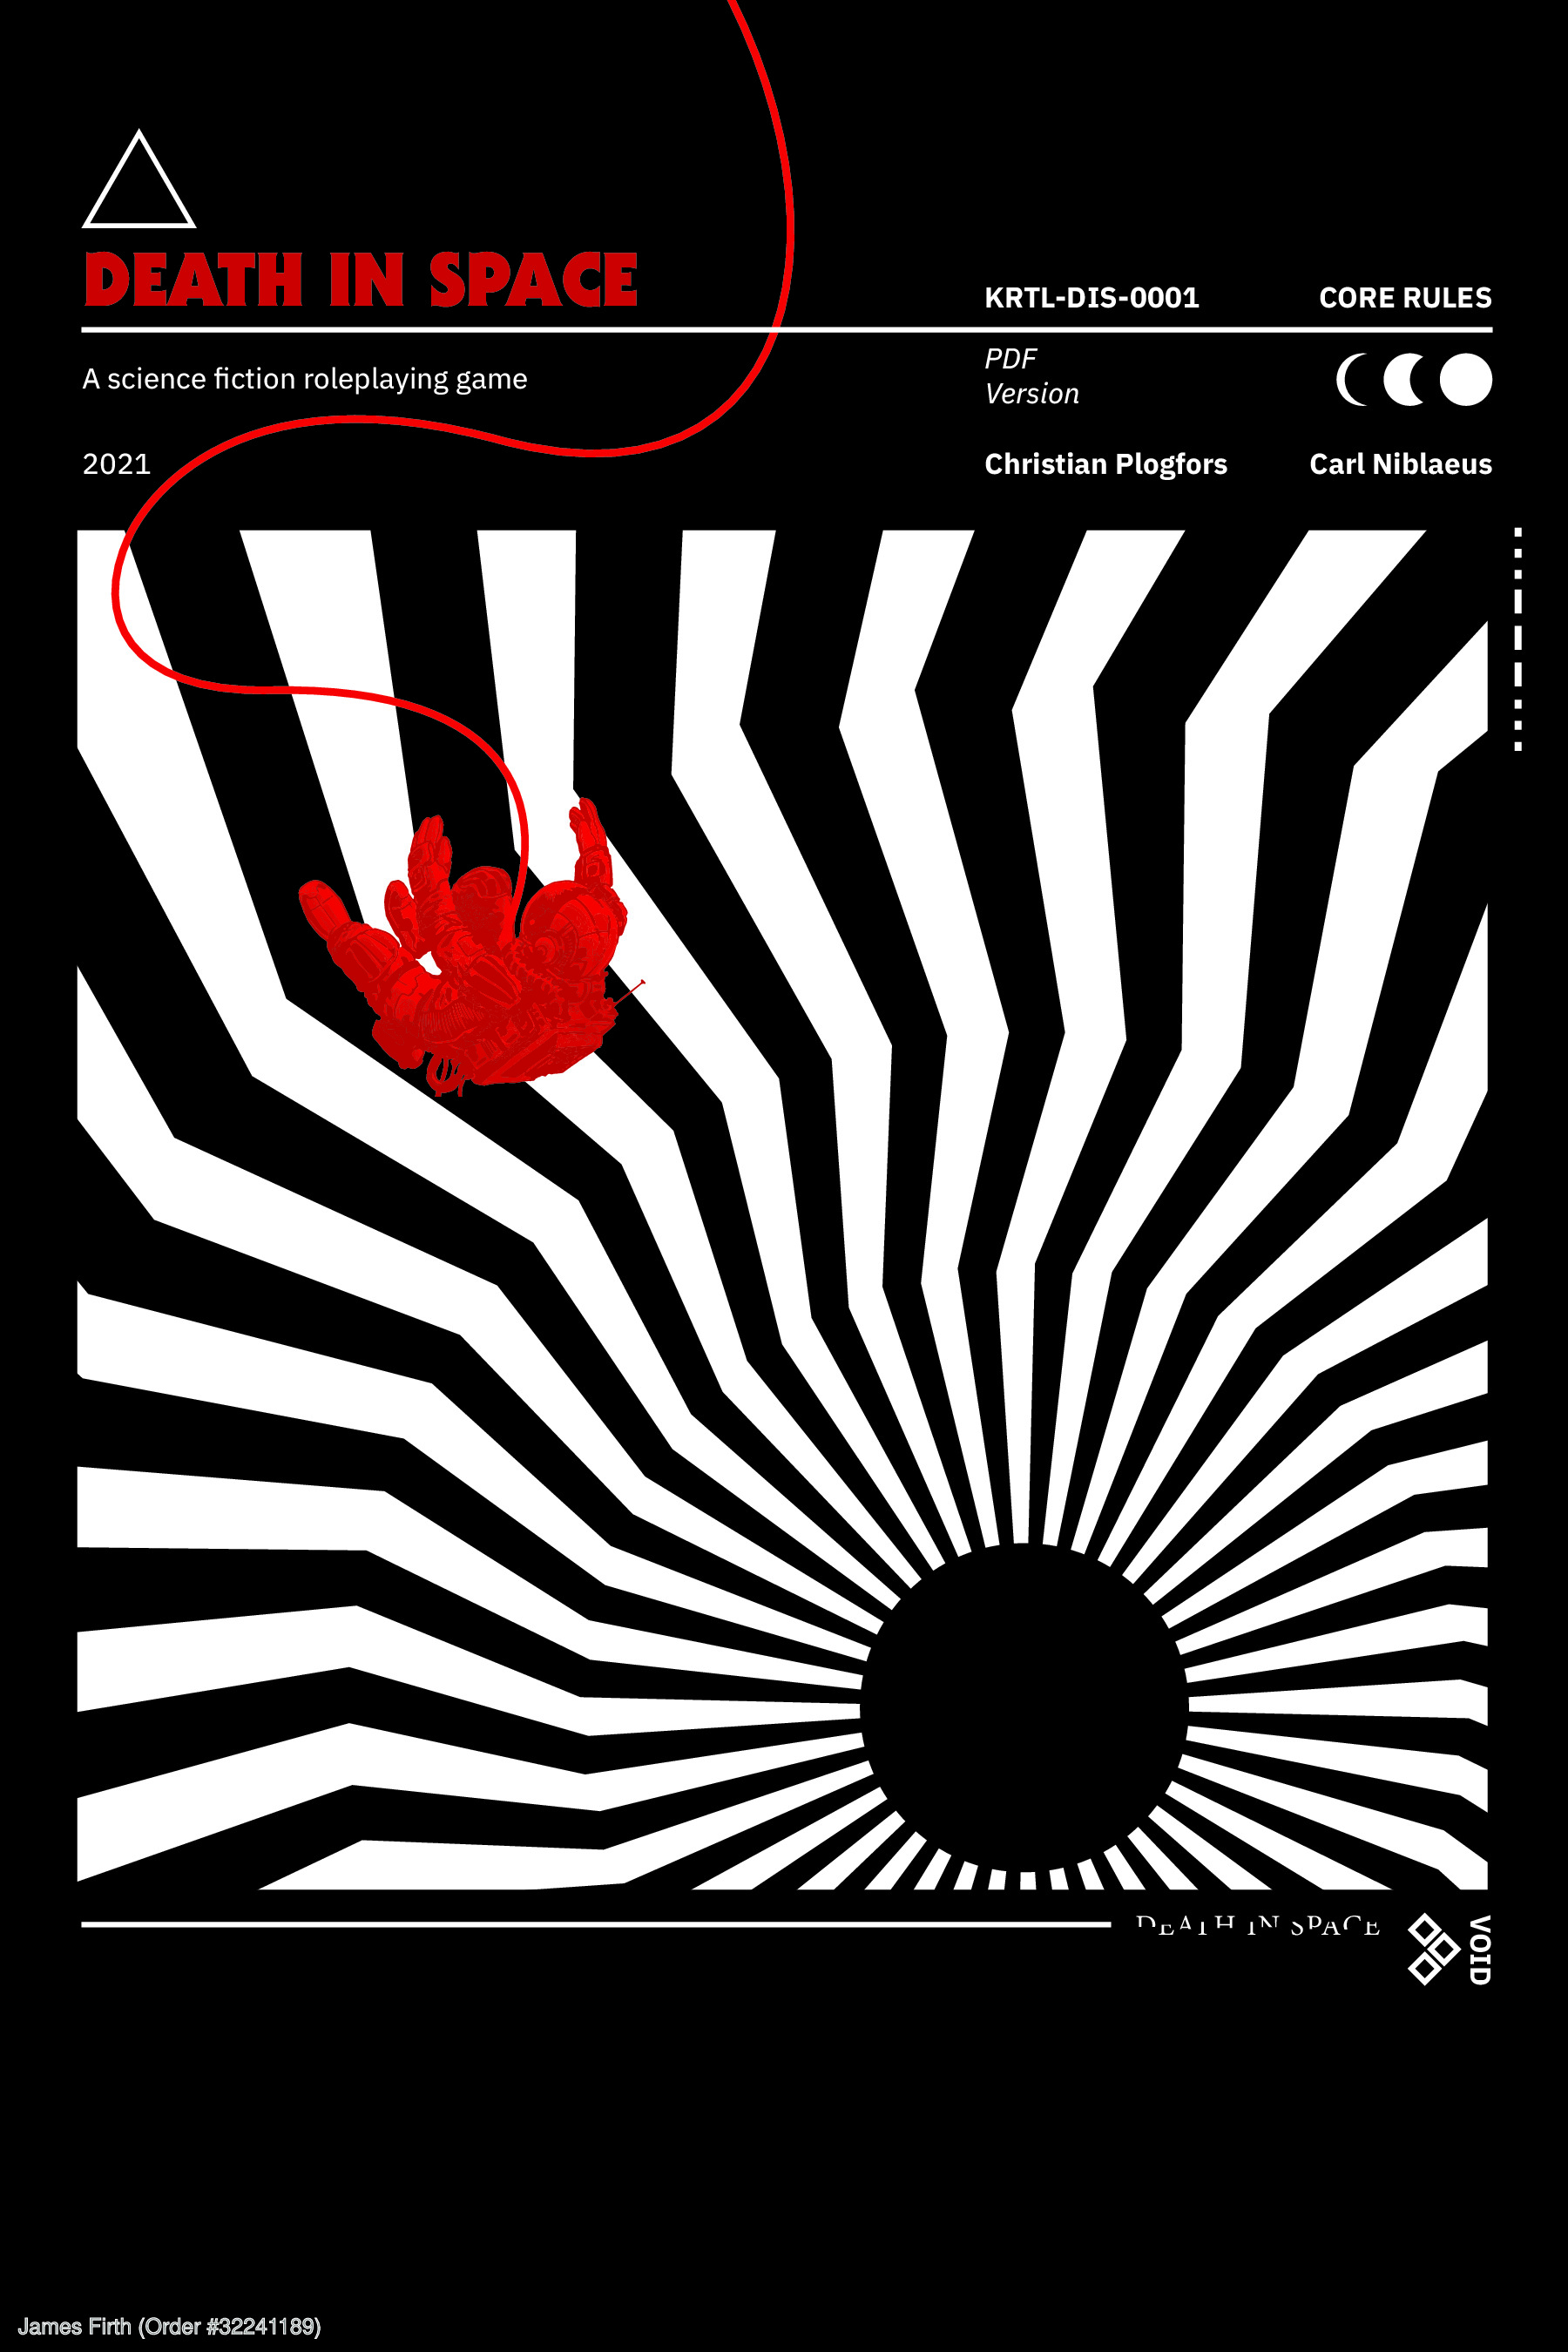 DEATH IN SPACE
KRTL-DIS-0001
CORE RULES
A science fiction roleplaying game
PDF
Version
2021
Christian Plogfors
Carl Niblaeus
DEATH IN SPACE
VOID
James Firth (Order #32241189)